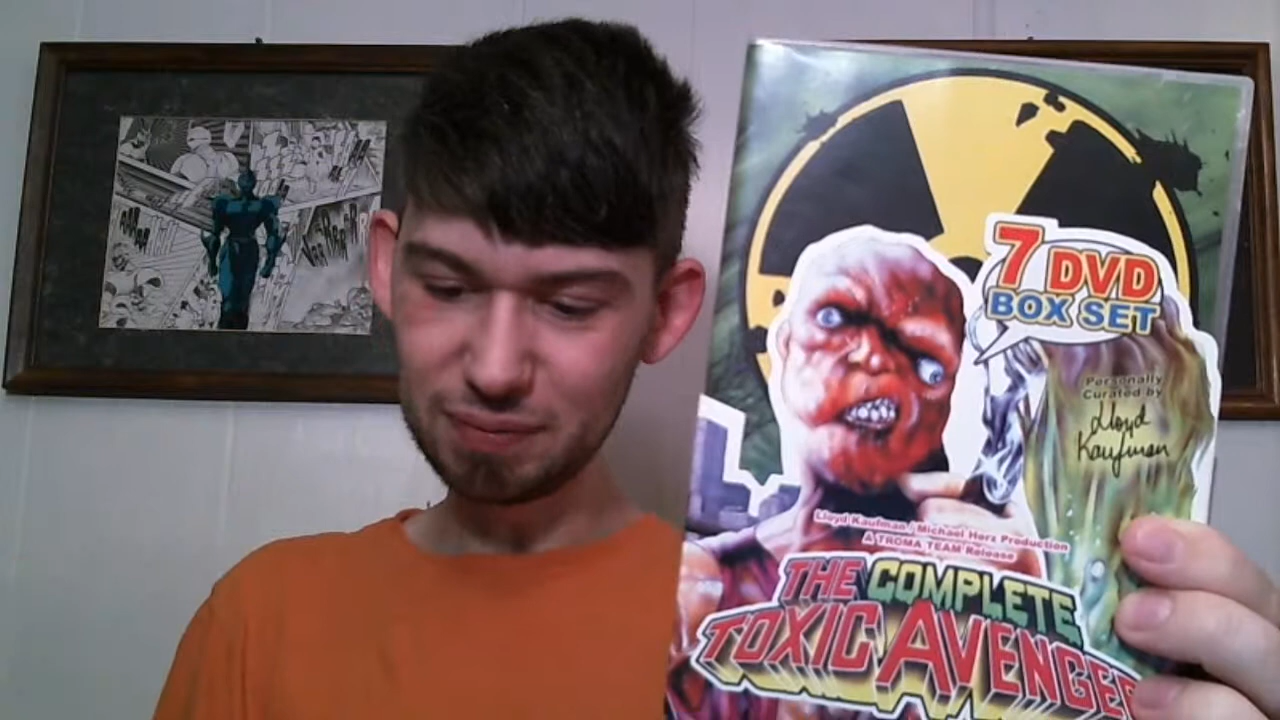 7 DVD
BOX SET
Personally
Curated by
Lloyd
Kaufman
Lloyd Kaufman / Michael Herz Production
A TROMA TEAM Release
THE COMPLETE
TOXIC AVENGER